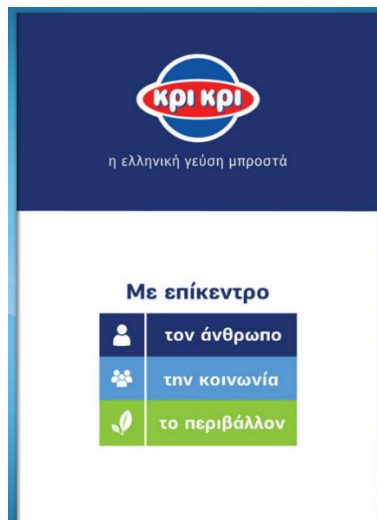 κρι κρι
η ελληνική γεύση μπροστά
Με επίκεντρο
τον άνθρωπο
την κοινωνία
το περιβάλλον